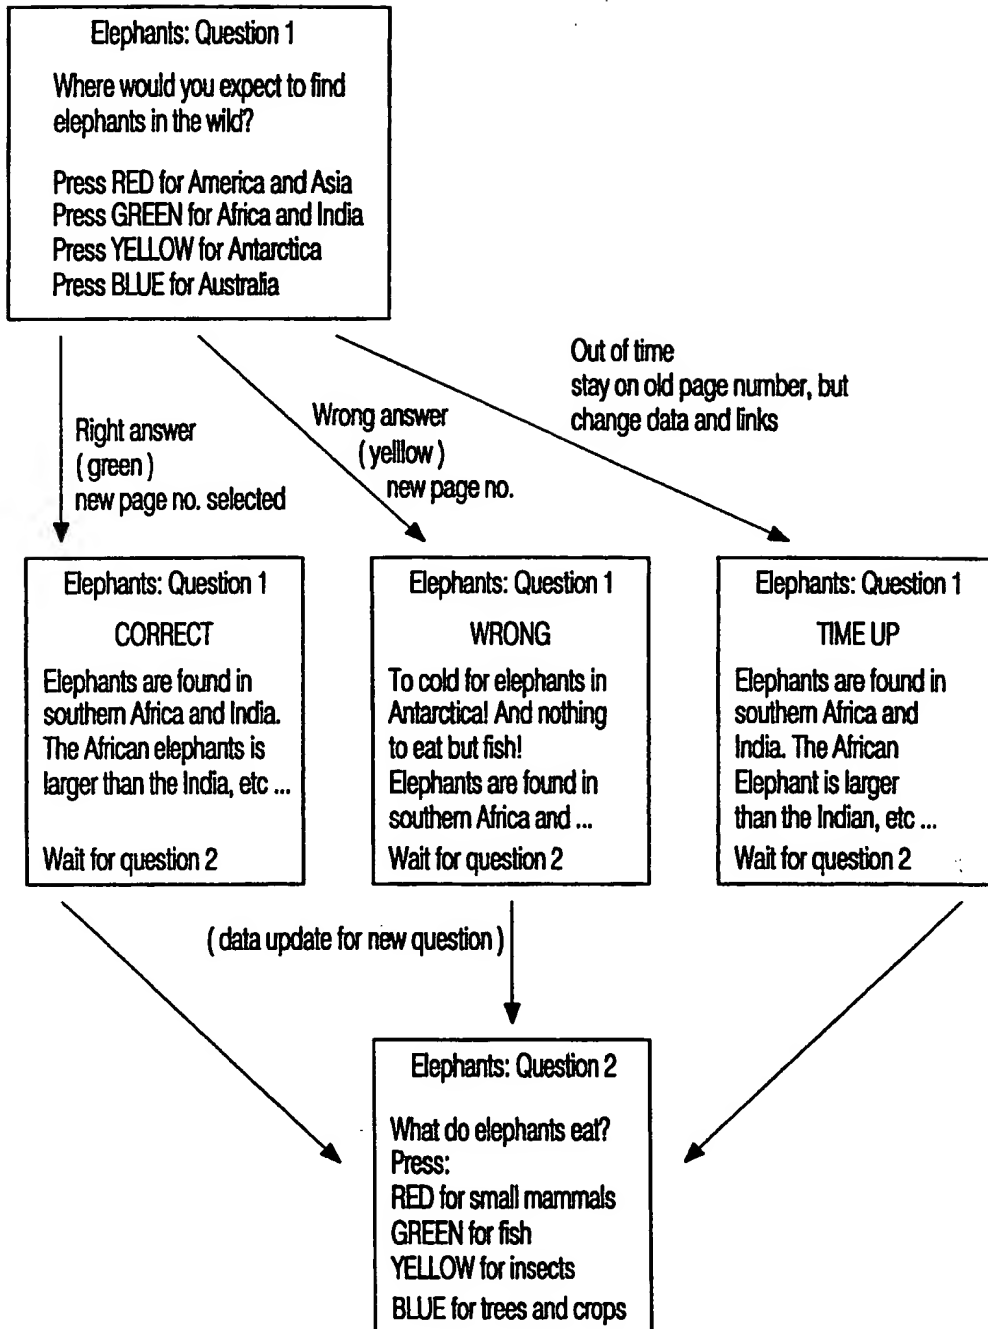 Elephants: Question 1
Where would you expect to find
elephants in the wild?
Press RED for America and Asia
Press GREEN for Africa and India
Press YELLOW for Antarctica
Press BLUE for Australia
Right answer
( green )
new page no. selected
Wrong answer
( yelllow )
new page no.
Out of time
stay on old page number, but
change data and links
Elephants: Question 1
CORRECT
Elephants are found in
southern Africa and India.
The African elephants is
larger than the India, etc ...
Wait for question 2
Elephants: Question 1
WRONG
To cold for elephants in
Antarctica! And nothing
to eat but fish!
Elephants are found in
southern Africa and ...
Wait for question 2
Elephants: Question 1
TIME UP
Elephants are found in
southern Africa and
India. The African
Elephant is larger
than the Indian, etc ...
Wait for question 2
( data update for new question )
Elephants: Question 2
What do elephants eat?
Press:
RED for small mammals
GREEN for fish
YELLOW for insects
BLUE for trees and crops